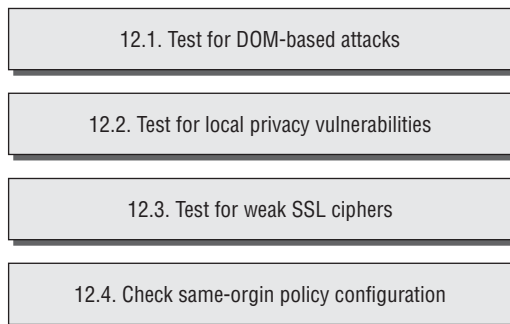 12.1. Test for DOM-based attacks
12.2. Test for local privacy vulnerabilities
12.3. Test for weak SSL ciphers
12.4. Check same-orgin policy configuration